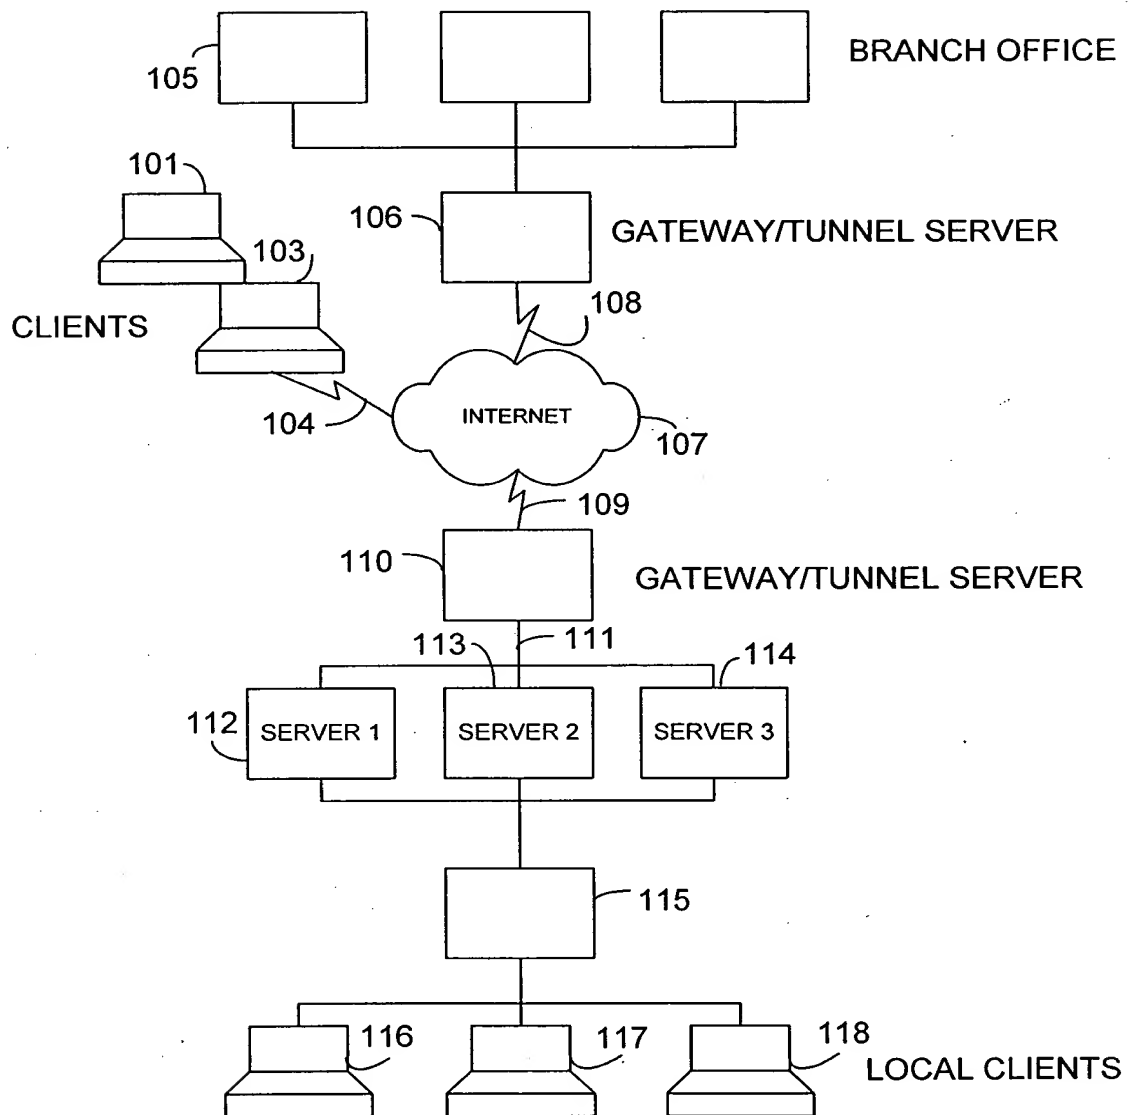 BRANCH OFFICE
105
101
106
GATEWAY/TUNNEL SERVER
103
108
CLIENTS
104
INTERNET
107
109
110
GATEWAY/TUNNEL SERVER
113
111
114
112
SERVER 1
SERVER 2
SERVER 3
115
116
117
118
LOCAL CLIENTS